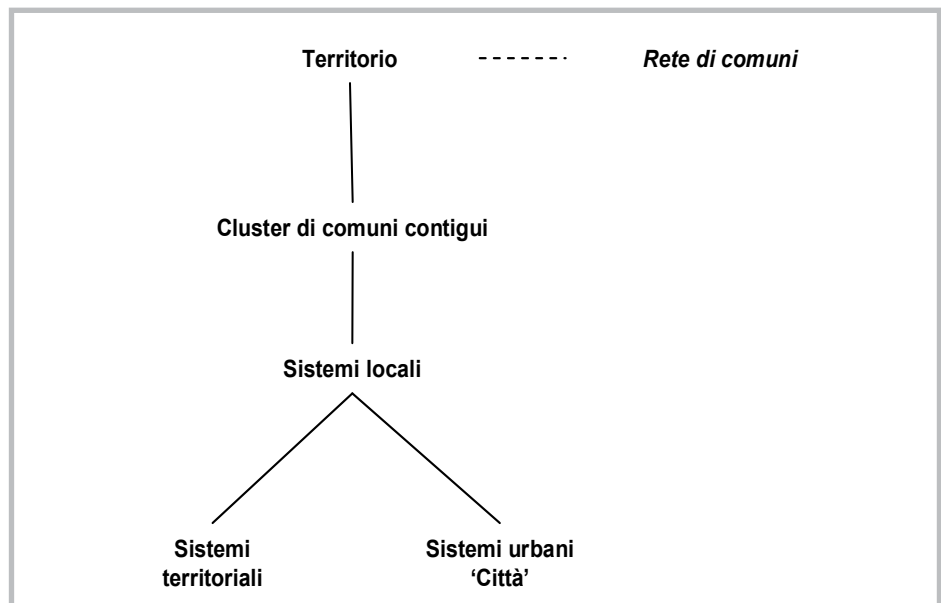 Territorio Rete di comuni
Cluster di comuni contigui
Sistemi locali
Sistemi territoriali
Sistemi urbani ‘Città’